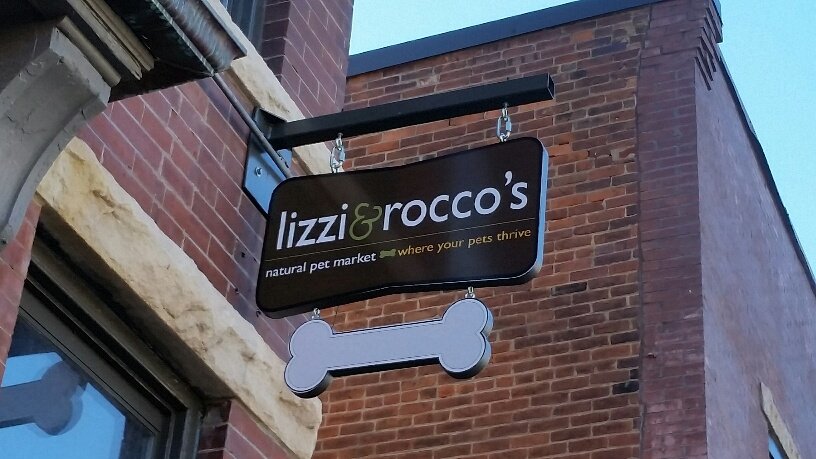 lizzi & rocco's
natural pet market where your pets thrive